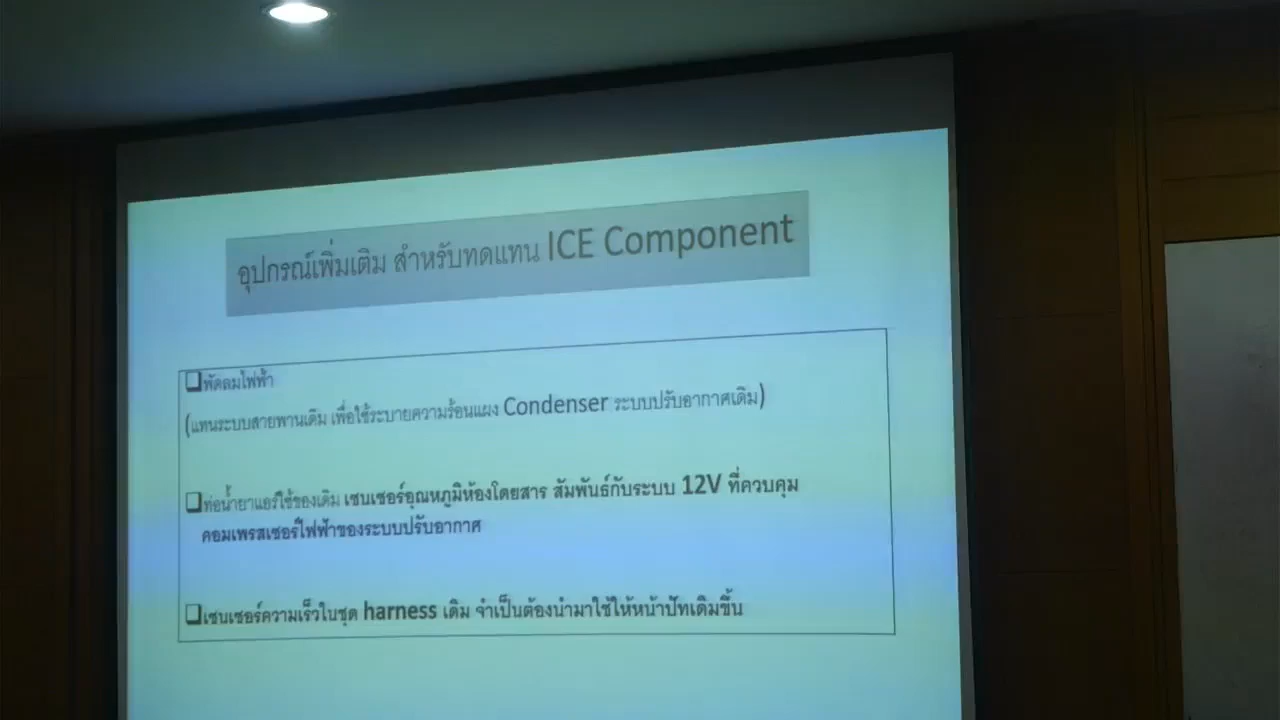 อุปกรณ์เพิ่มเติม สำหรับทดแทน ICE Component
❑พัดลมไฟฟ้า
(แทนระบบสายพานเดิม เพื่อใช้ระบายความร้อนแผง Condenser ระบบปรับอากาศเดิม)
❑ท่อน้ำยาแอร์ใช้ของเดิม เซนเซอร์อุณหภูมิห้องโดยสาร สัมพันธ์กับระบบ 12V ที่ควบคุม
คอมเพรสเซอร์ไฟฟ้าของระบบปรับอากาศ
❑เซนเซอร์ความเร็วในชุด harness เดิม จำเป็นต้องนำมาใช้ให้หน้าปัทเดิมขึ้น